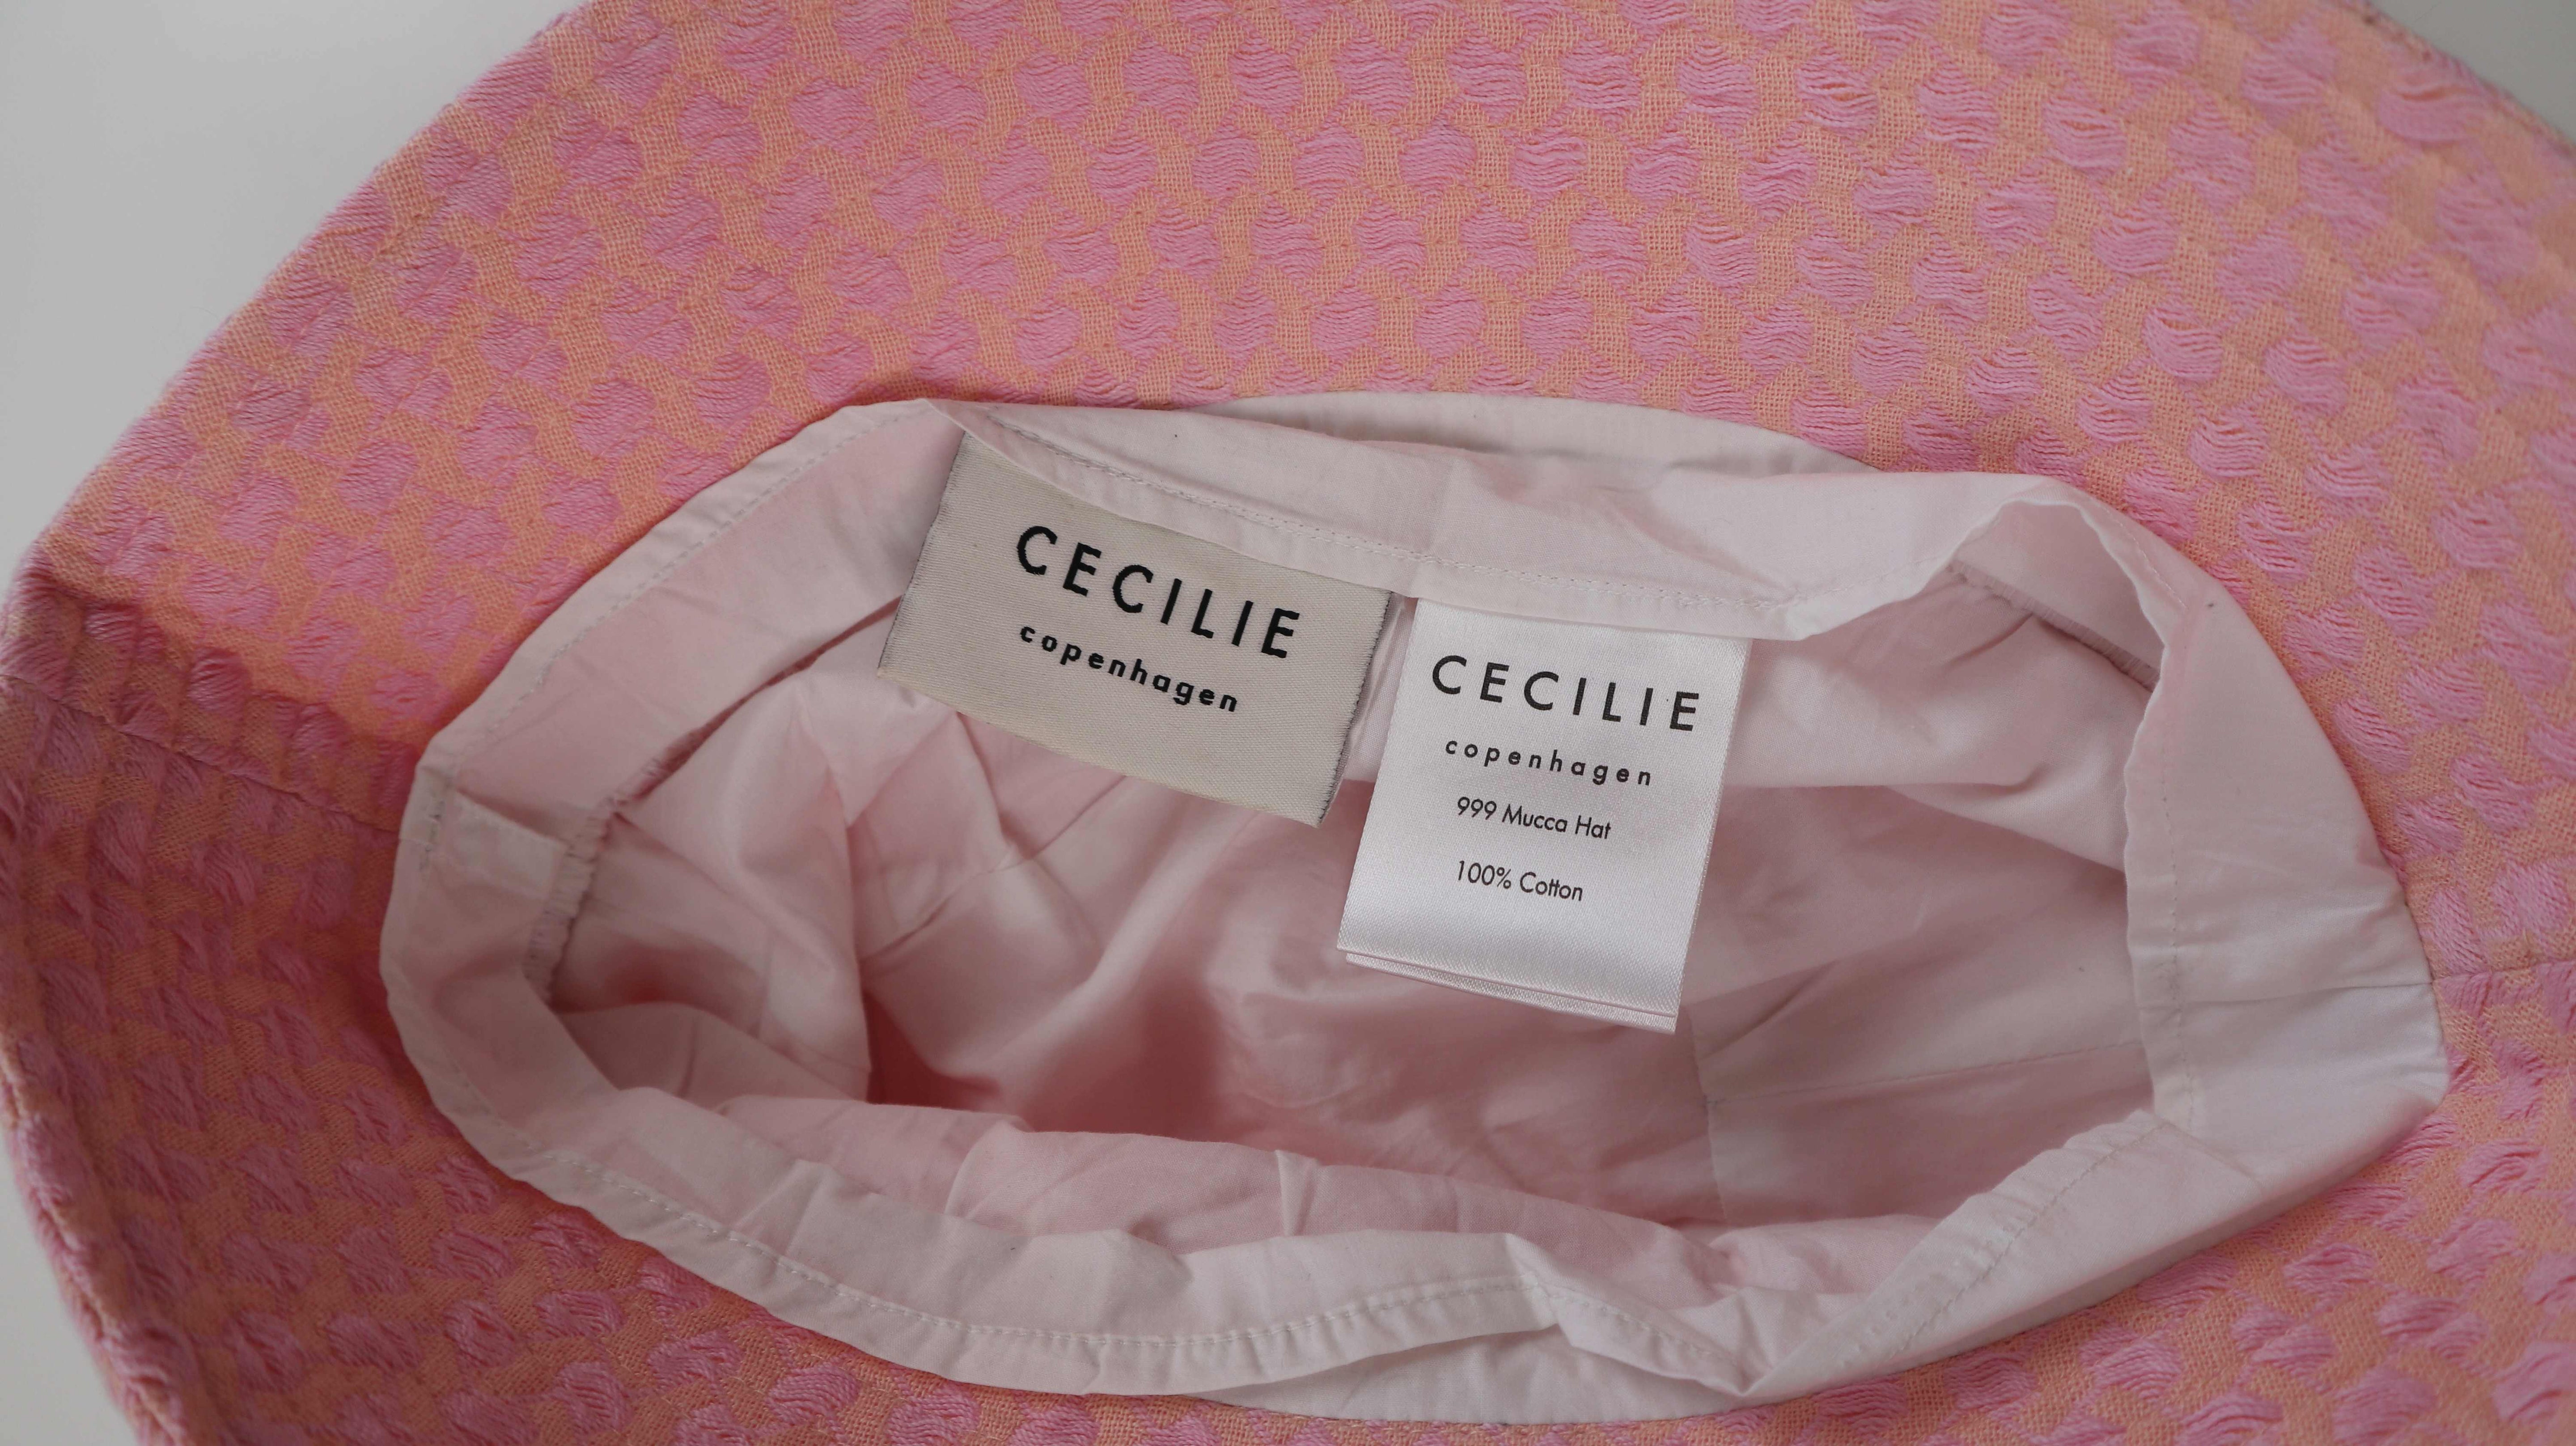 CECILIE
copenhagen
CECILIE
copenhagen
999 Mucca Hat
100% Cotton